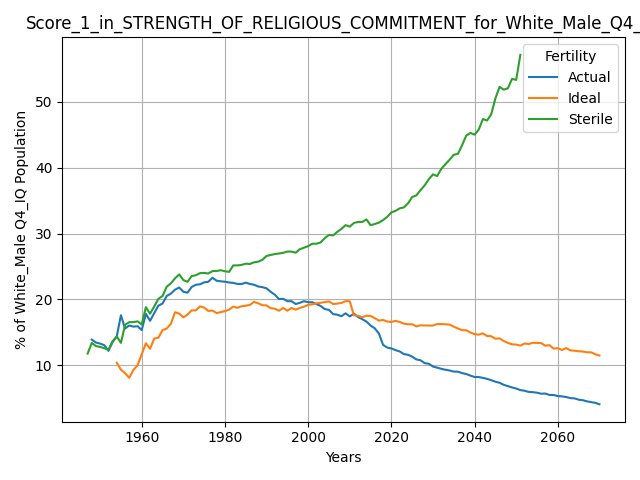 Score_1_in_STRENGTH_OF_RELIGIOUS_COMMITMENT_for_White_Male_Q4_
Fertility
Actual
Ideal
Sterile
% of White_Male Q4_IQ Population
50
40
30
20
10
1960 1980 2000 2020 2040 2060
Years